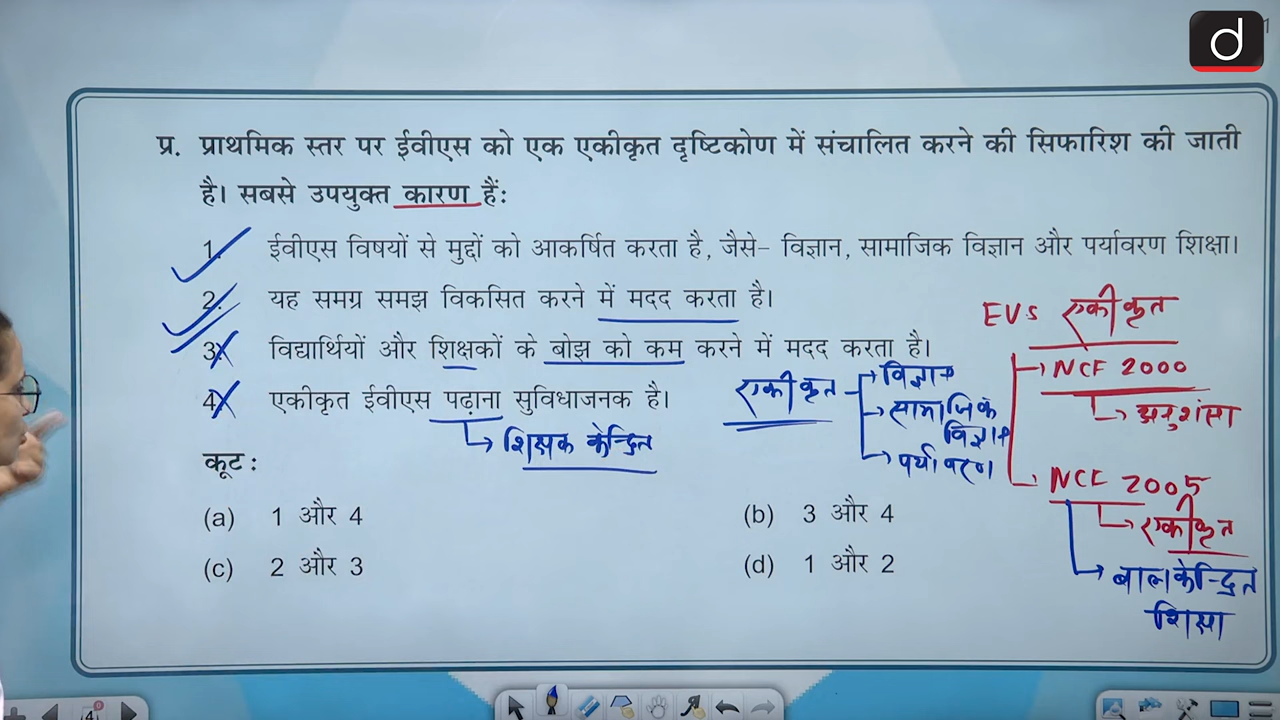 d
प्र. प्राथमिक स्तर पर ईवीएस को एक एकीकृत दृष्टिकोण में संचालित करने की सिफारिश की जाती
है। सबसे उपयुक्त कारण हैं:
1. ईवीएस विषयों से मुद्दों को आकर्षित करता है, जैसे– विज्ञान, सामाजिक विज्ञान और पर्यावरण शिक्षा।
2. यह समग्र समझ विकसित करने में मदद करता है।
3. विद्यार्थियों और शिक्षकों के बोझ को कम करने में मदद करता है।
4. एकीकृत ईवीएस पढ़ाना सुविधाजनक है।
शिक्षक केन्द्रित
एकीकृत
विज्ञान
सामाजिक
विज्ञान
पर्यावरण
EVS एकीकृत
NCF 2000
अनुशंसा
NCF 2005
एकीकृत
बालकेन्द्रित
शिक्षा
कूट:
(a) 1 और 4
(b) 3 और 4
(c) 2 और 3
(d) 1 और 2
4